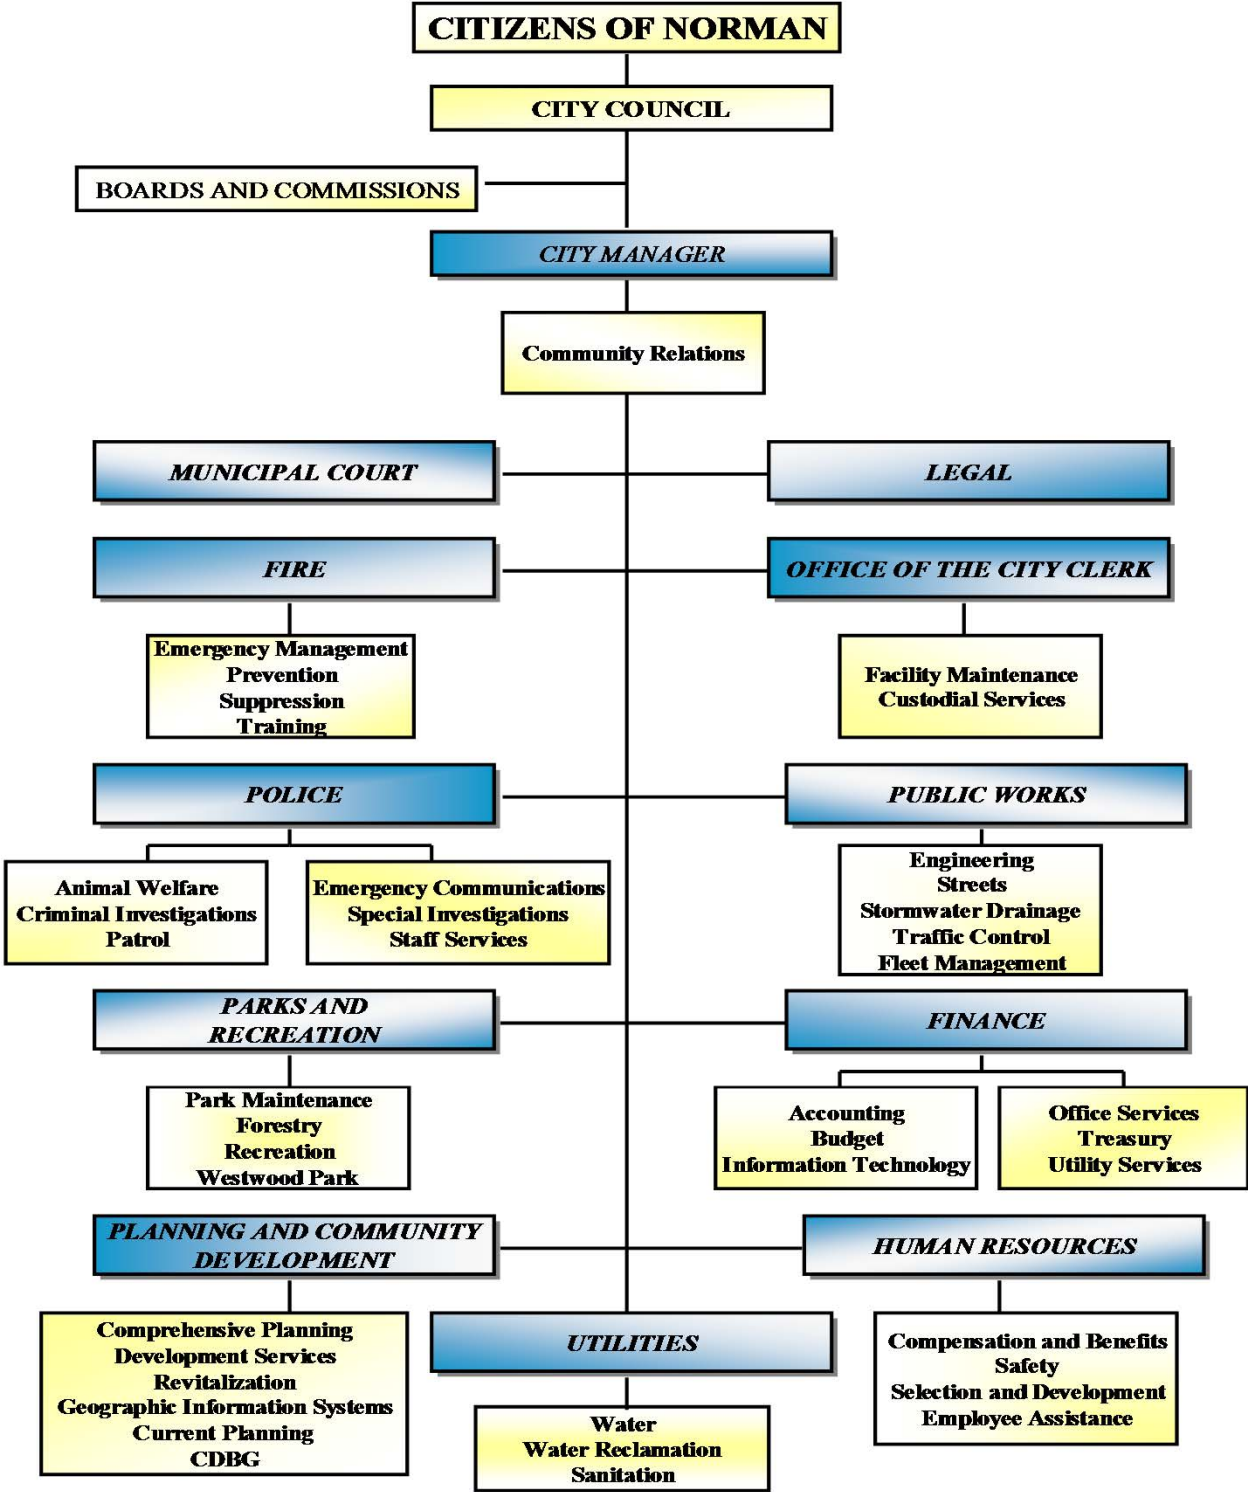 CITIZENS OF NORMAN
CITY COUNCIL
BOARDS AND COMMISSIONS
CITY MANAGER
Community Relations
MUNICIPAL COURT
LEGAL
FIRE
OFFICE OF THE CITY CLERK
Emergency Management
Prevention
Suppression
Training
Facility Maintenance
Custodial Services
POLICE
PUBLIC WORKS
Animal Welfare
Criminal Investigations
Patrol
Emergency Communications
Special Investigations
Staff Services
Engineering
Streets
Stormwater Drainage
Traffic Control
Fleet Management
PARKS AND
RECREATION
FINANCE
Park Maintenance
Forestry
Recreation
Westwood Park
Accounting
Budget
Information Technology
Office Services
Treasury
Utility Services
PLANNING AND COMMUNITY
DEVELOPMENT
HUMAN RESOURCES
Comprehensive Planning
Development Services
Revitalization
Geographic Information Systems
Current Planning
CDBG
UTILITIES
Water
Water Reclamation
Sanitation
Compensation and Benefits
Safety
Selection and Development
Employee Assistance